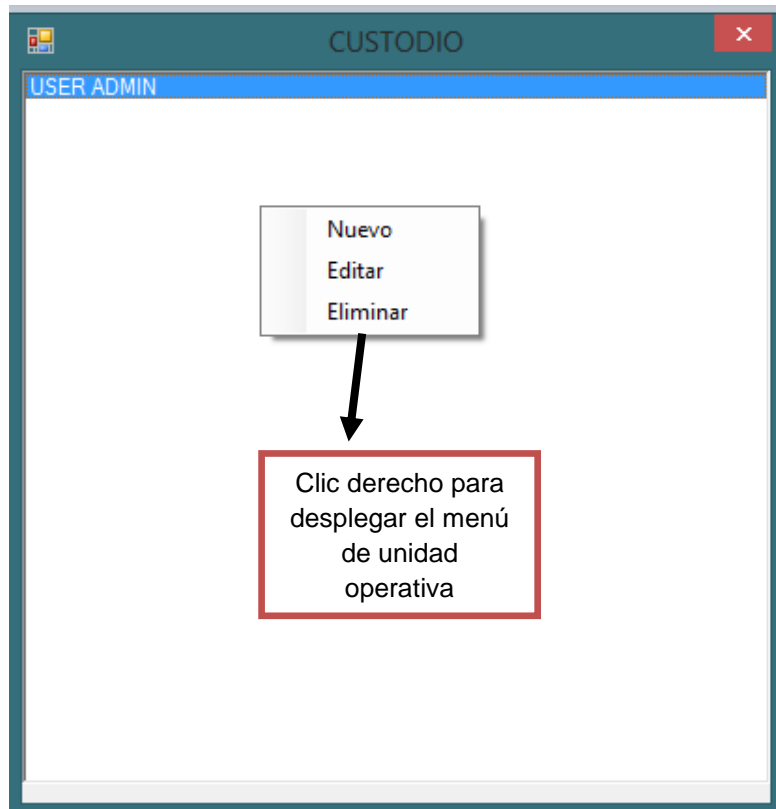 CUSTODIO
USER ADMIN
Nuevo
Editar
Eliminar
Clic derecho para
desplegar el menú
de unidad
operativa